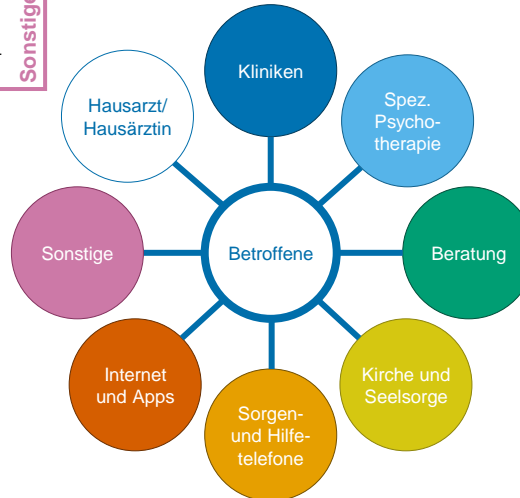 Sonstige
Kliniken
Spez.
Psycho-
therapie
Beratung
Kirche und
Seelsorge
Sorgen-
und Hilfe-
telefone
Internet
und Apps
Sonstige
Hausarzt/
Hausärztin
Betroffene